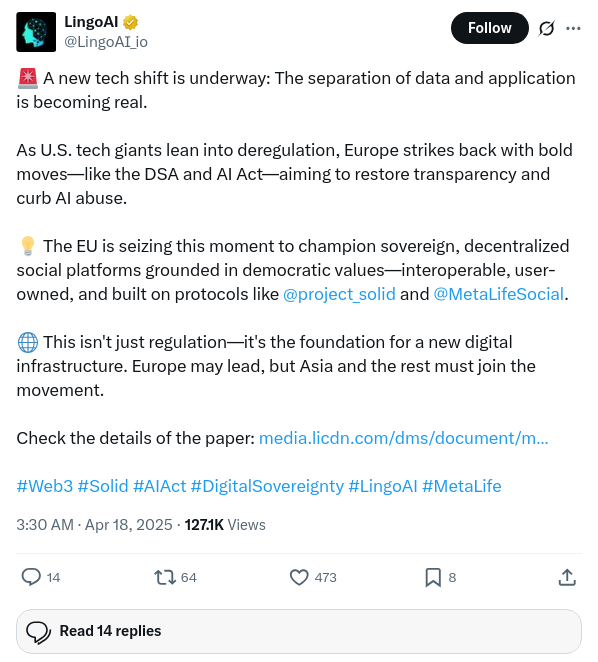 LingoAI
Follow
@LingoAI_io
🚨 A new tech shift is underway: The separation of data and application
is becoming real.
As U.S. tech giants lean into deregulation, Europe strikes back with bold
moves—like the DSA and AI Act—aiming to restore transparency and
curb AI abuse.
💡 The EU is seizing this moment to champion sovereign, decentralized
social platforms grounded in democratic values—interoperable, user-
owned, and built on protocols like @project_solid and @MetaLifeSocial.
🌐 This isn't just regulation—it's the foundation for a new digital
infrastructure. Europe may lead, but Asia and the rest must join the
movement.
Check the details of the paper: media.licdn.com/dms/document/m...
#Web3 #Solid #AIAct #DigitalSovereignty #LingoAI #MetaLife
3:30 AM · Apr 18, 2025 · 127.1K Views
14 64 473 8
Read 14 replies